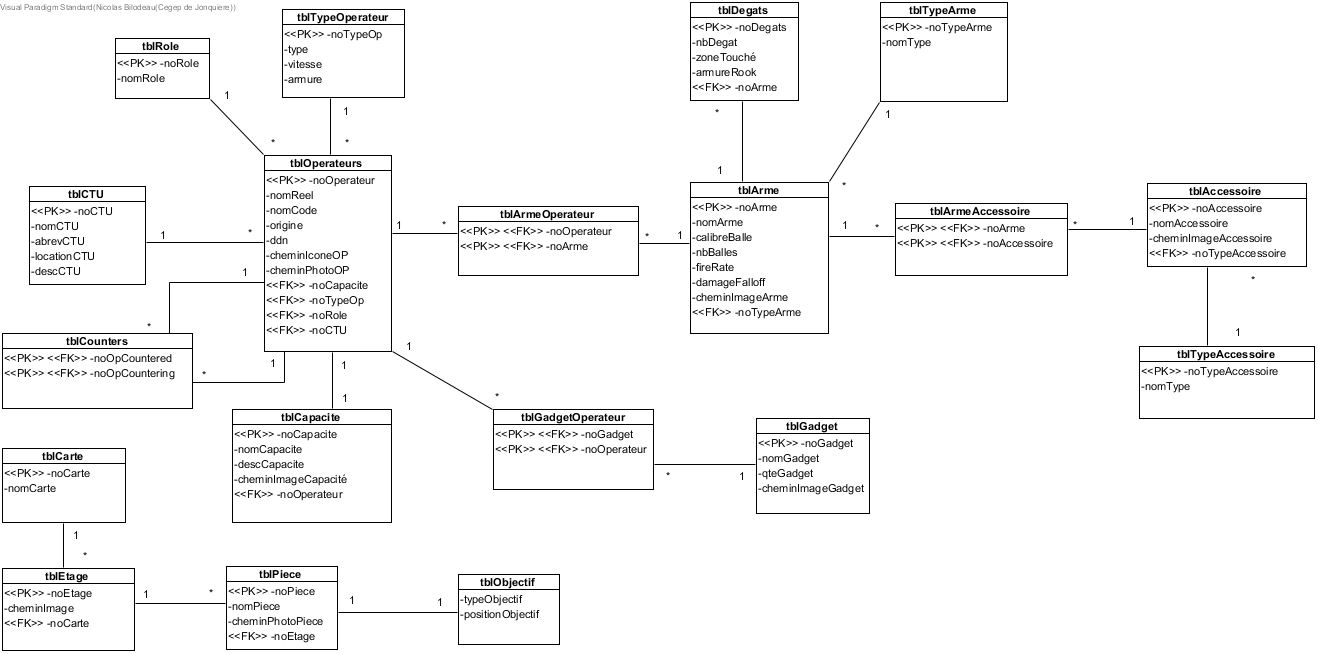 Visual Paradigm Standard(Nicolas Bilodeau(Cegep de Jonquiere))
tblRole
<<PK>> -noRole
-nomRole
1
*
tblTypeOperateur
<<PK>> -noTypeOp
-type
-vitesse
-armure
1
*
tblDegats
<<PK>> -noDegats
-nbDegat
-zoneTouché
-armureRook
<<FK>> -noArme
*
1
tblTypeArme
<<PK>> -noTypeArme
-nomType
1
*
tblCTU
<<PK>> -noCTU
-nomCTU
-abrevCTU
-locationCTU
-descCTU
1
*
tblOperateurs
<<PK>> -noOperateur
-nomReel
-nomCode
-origine
-ddn
-cheminIconeOP
-cheminPhotoOP
<<FK>> -noCapacite
<<FK>> -noTypeOp
<<FK>> -noRole
<<FK>> -noCTU
1
*
tblArmeOperateur
<<PK>> <<FK>> -noOperateur
<<PK>> <<FK>> -noArme
*
1
tblArme
<<PK>> -noArme
-nomArme
-calibreBalle
-nbBalles
-fireRate
-damageFalloff
-cheminImageArme
<<FK>> -noTypeArme
1
*
tblArmeAccessoire
<<PK>> <<FK>> -noArme
<<PK>> <<FK>> -noAccessoire
*
1
tblAccessoire
<<PK>> -noAccessoire
-nomAccessoire
-cheminImageAccessoire
<<FK>> -noTypeAccessoire
*
1
tblTypeAccessoire
<<PK>> -noTypeAccessoire
-nomType
1
*
tblCounters
<<PK>> <<FK>> -noOpCountered
<<PK>> <<FK>> -noOpCountering
*
1
1
1
tblCapacite
<<PK>> -noCapacite
-nomCapacite
-descCapacite
-cheminImageCapacité
<<FK>> -noOperateur
1
*
tblGadgetOperateur
<<PK>> <<FK>> -noGadget
<<PK>> <<FK>> -noOperateur
*
1
tblGadget
<<PK>> -noGadget
-nomGadget
-qteGadget
-cheminImageGadget
tblCarte
<<PK>> -noCarte
-nomCarte
1
*
tblEtage
<<PK>> -noEtage
-cheminImage
<<FK>> -noCarte
1
*
tblPiece
<<PK>> -noPiece
-nomPiece
-cheminPhotoPiece
<<FK>> -noEtage
1
1
tblObjectif
-typeObjectif
-positionObjectif